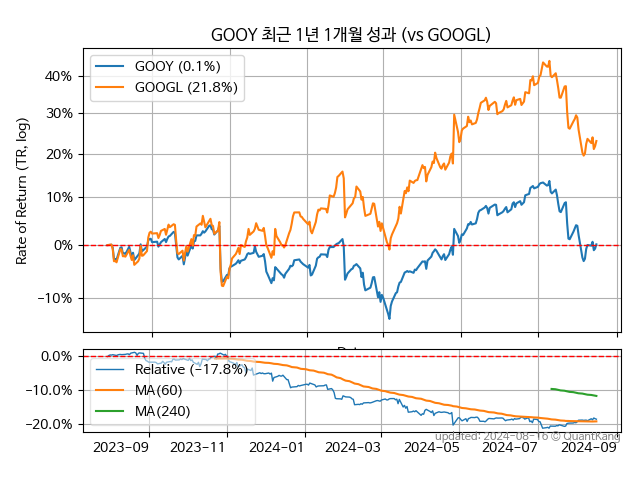 GOOY 최근 1년 1개월 성과 (vs GOOGL)
GOOY (0.1%)
GOOGL (21.8%)
Rate of Return (TR, log)
40%
30%
20%
10%
0%
−10%
0.0%
−10.0%
−20.0%
Relative (−17.8%)
MA(60)
MA(240)
updated: 2024-08-16 © QuantKang
2023−09
2023−11
2024−01
2024−03
2024−05
2024−07
2024−09